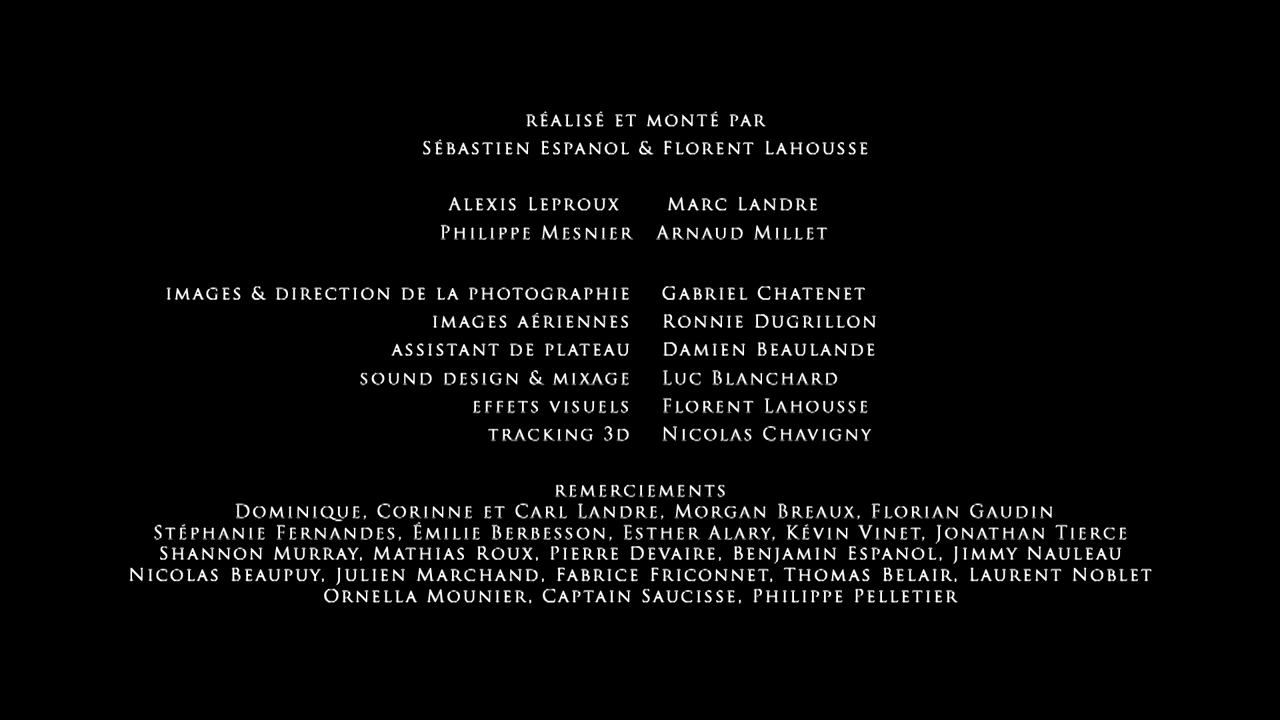 RÉALISÉ ET MONTÉ PAR
SÉBASTIEN ESPANOL & FLORENT LAHOUSSE
ALEXIS LEPROUX MARC LANDRE
PHILIPPE MESNIER ARNAUD MILLET
IMAGES & DIRECTION DE LA PHOTOGRAPHIE GABRIEL CHATENET
IMAGES AÉRIENNES RONNIE DUGRILLON
ASSISTANT DE PLATEAU DAMIEN BEAULANDE
SOUND DESIGN & MIXAGE LUC BLANCHARD
EFFETS VISUELS FLORENT LAHOUSSE
TRACKING 3D NICOLAS CHAVIGNY
REMERCIEMENTS
DOMINIQUE, CORINNE ET CARL LANDRE, MORGAN BREAUX, FLORIAN GAUDIN
STÉPHANIE FERNANDES, ÉMILIE BERBESSON, ESTHER ALARY, KÉVIN VINET, JONATHAN TIERCE
SHANNON MURRAY, MATHIAS ROUX, PIERRE DEVAIRE, BENJAMIN ESPANOL, JIMMY NAULEAU
NICOLAS BEAUPUY, JULIEN MARCHAND, FABRICE FRICONNET, THOMAS BELAIR, LAURENT NOBLET
ORNELLA MOUNIER, CAPTAIN SAUCISSE, PHILIPPE PELLETIER